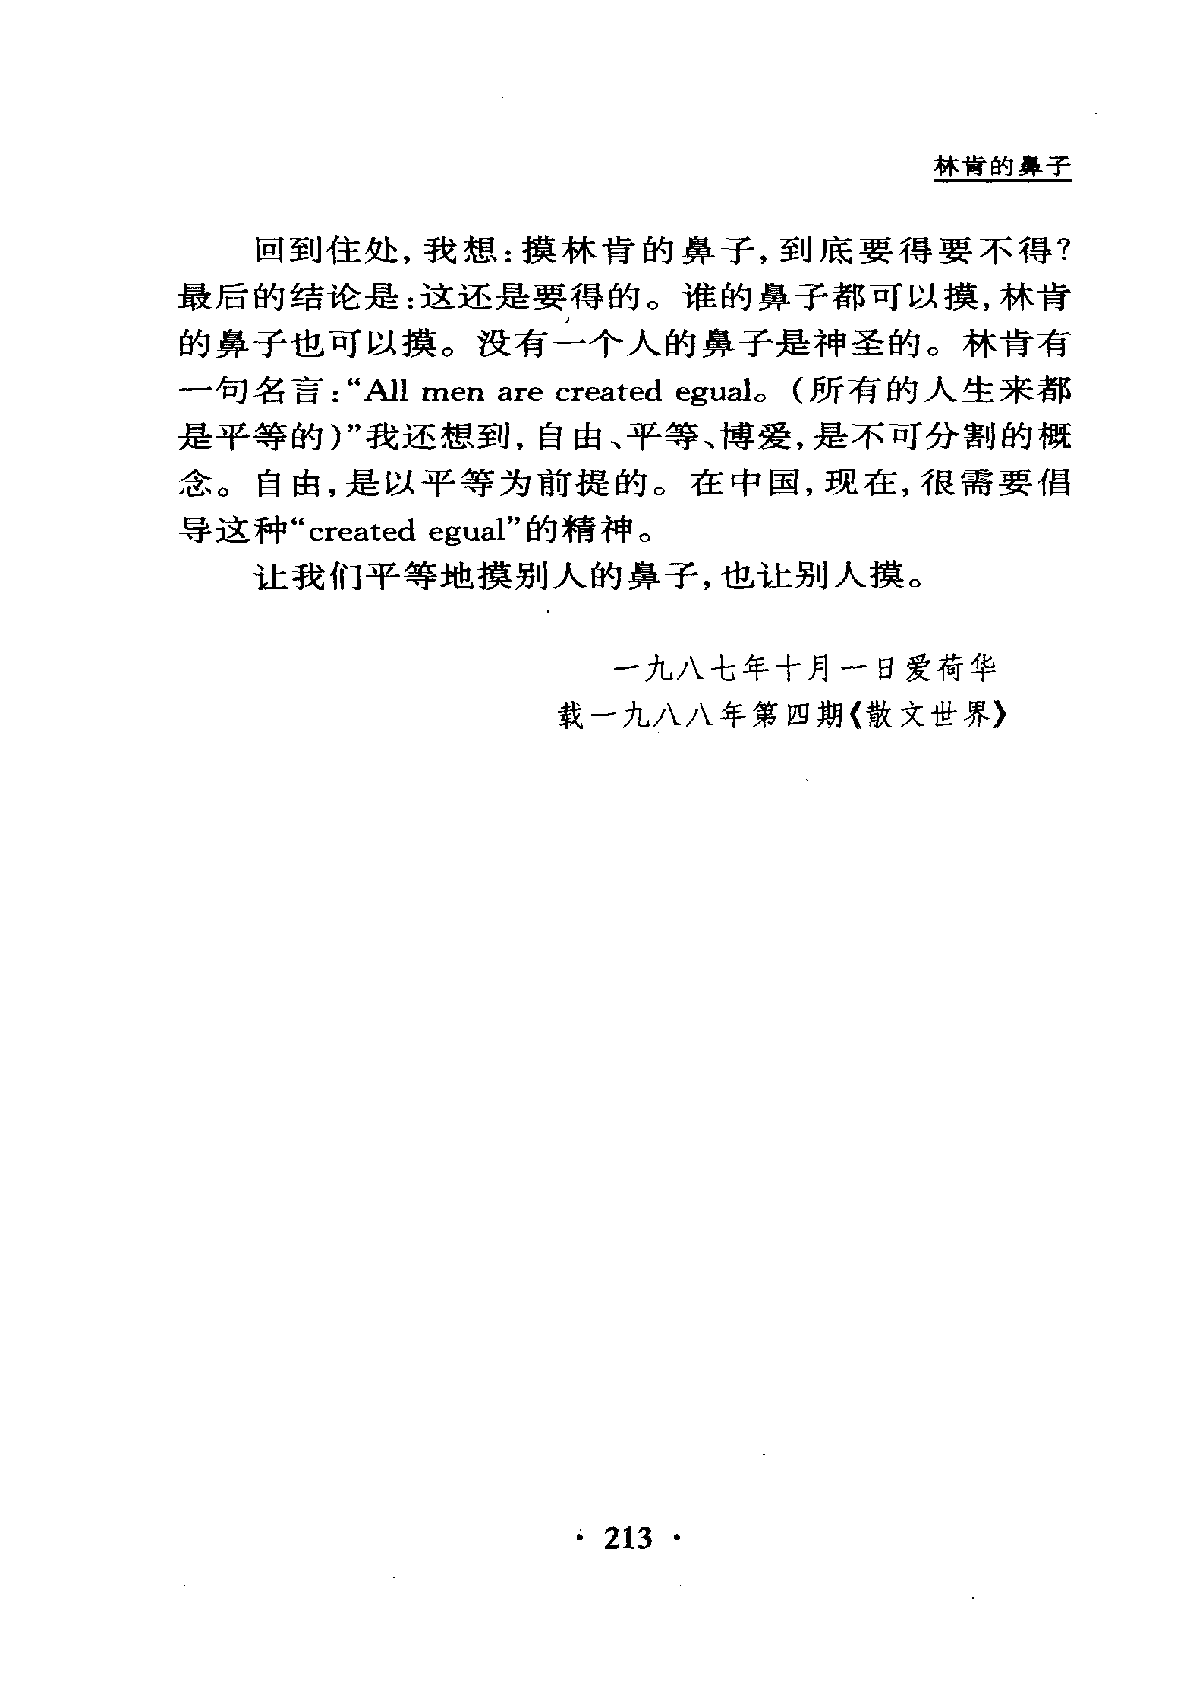 林肯的鼻子
回到住处,我想:摸林肯的鼻子,到底要得要不得?
最后的结论是:这还是要得的。谁的鼻子都可以摸,林肯
的鼻子也可以摸。没有一个人的鼻子是神圣的。林肯有
一句名言:“All men are created egual。(所有的人生来都
是平等的)”我还想到,自由、平等、博爱,是不可分割的概
念。自由,是以平等为前提的。在中国,现在,很需要倡
导这种“created egual”的精神。
让我们平等地摸别人的鼻子,也让别人摸。
一九八七年十月一日爱荷华
载一九八八年第四期《散文世界》
· 213 ·